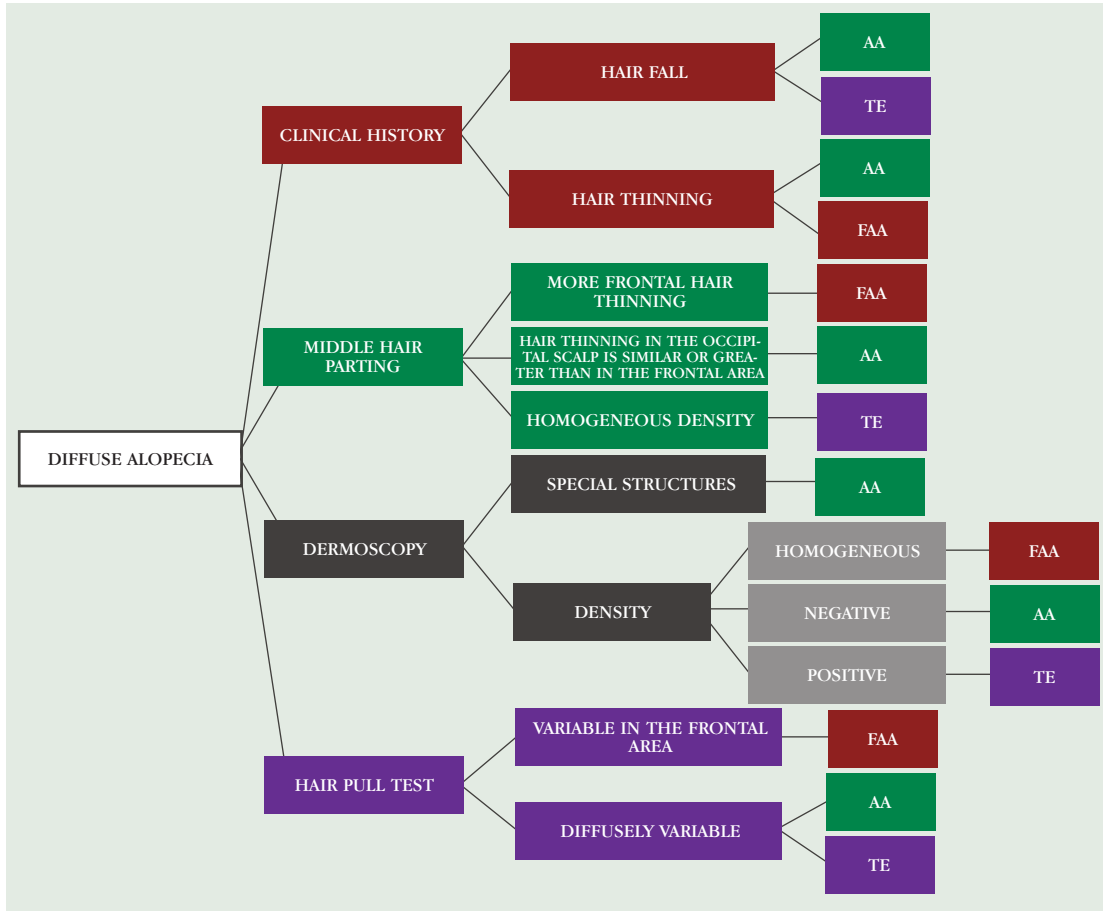 DIFFUSE ALOPECIA
CLINICAL HISTORY
HAIR FALL
AA
TE
HAIR THINNING
AA
FAA
MIDDLE HAIR
PARTING
MORE FRONTAL HAIR
THINNING
FAA
HAIR THINNING IN THE OCCIPI-
TAL SCALP IS SIMILAR OR GREA-
TER THAN IN THE FRONTAL AREA
AA
HOMOGENEOUS DENSITY
TE
DERMOSCOPY
SPECIAL STRUCTURES
AA
DENSITY
HOMOGENEOUS
FAA
NEGATIVE
AA
POSITIVE
TE
HAIR PULL TEST
VARIABLE IN THE FRONTAL
AREA
FAA
DIFFUSELY VARIABLE
AA
TE